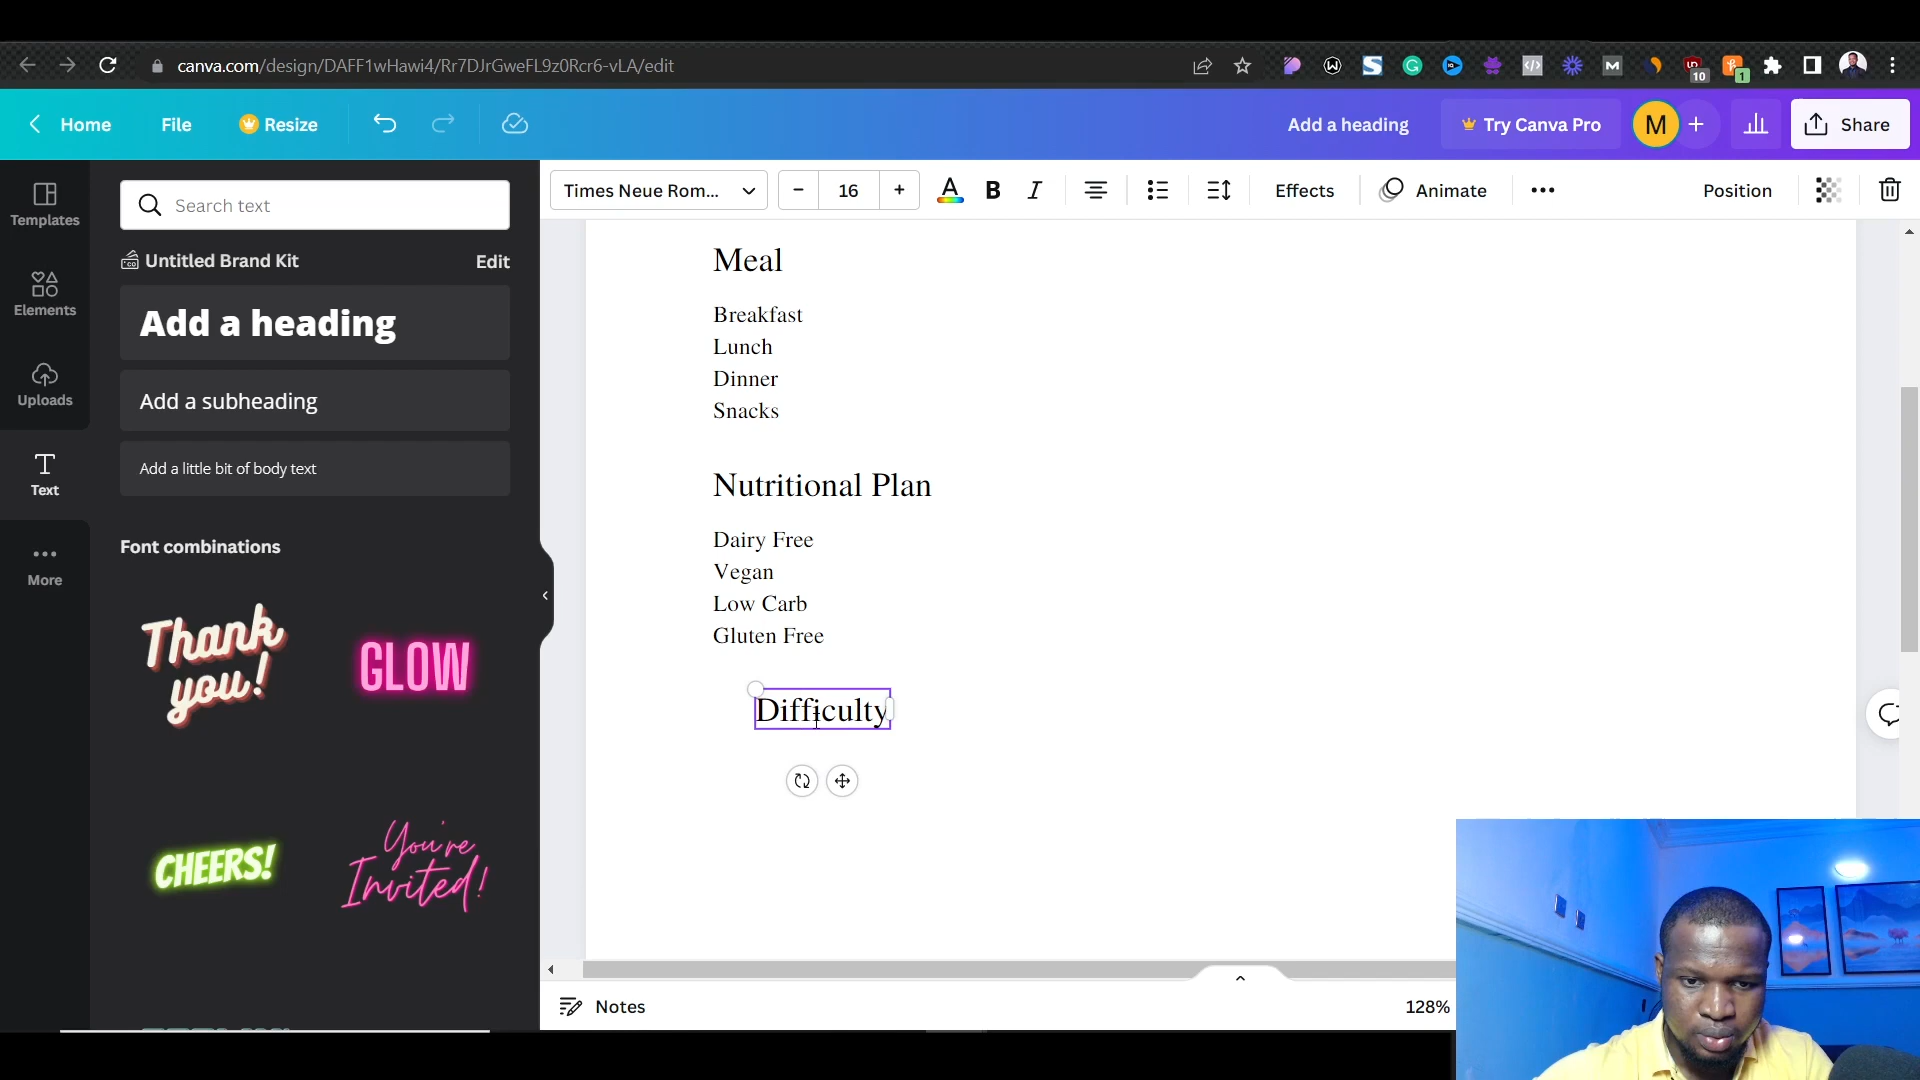 canva.com/design/DAFF1wHawi4/Rr7DJrGweFL9z0Rcr6-vLA/edit
10
1
Home
File
Resize
Add a heading
Try Canva Pro
M
Share
Templates
Elements
Uploads
Text
More
Search text
Untitled Brand Kit
Edit
Add a heading
Add a subheading
Add a little bit of body text
Font combinations
Thank you!
GLOW
CHEERS!
You're Invited!
Times Neue Rom...
16
A
B
I
Effects
Animate
Position
Meal
Breakfast
Lunch
Dinner
Snacks
Nutritional Plan
Dairy Free
Vegan
Low Carb
Gluten Free
Difficulty
Notes
128%